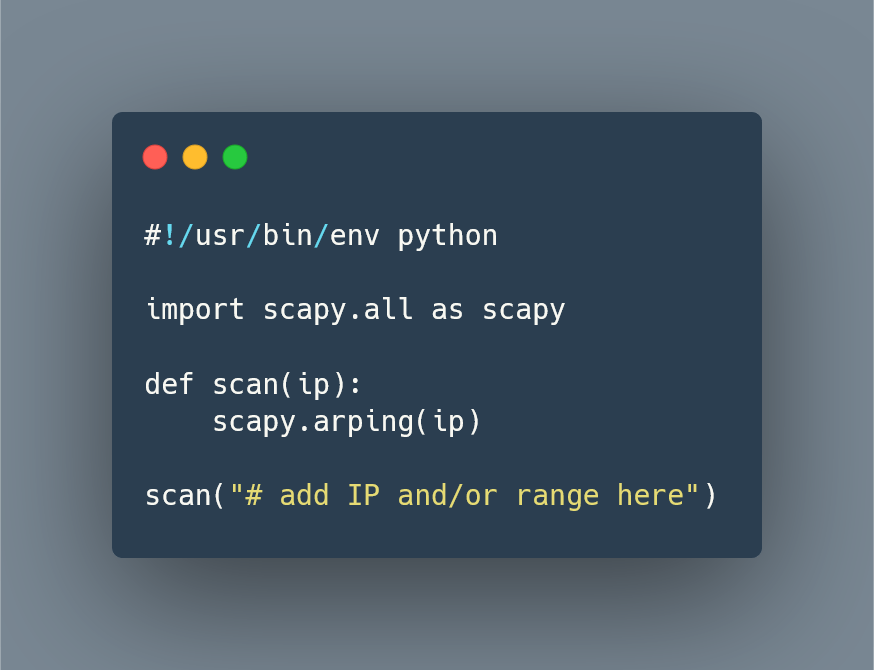 #!/usr/bin/env python
import scapy.all as scapy
def scan(ip):
    scapy.arping(ip)
scan("# add IP and/or range here")